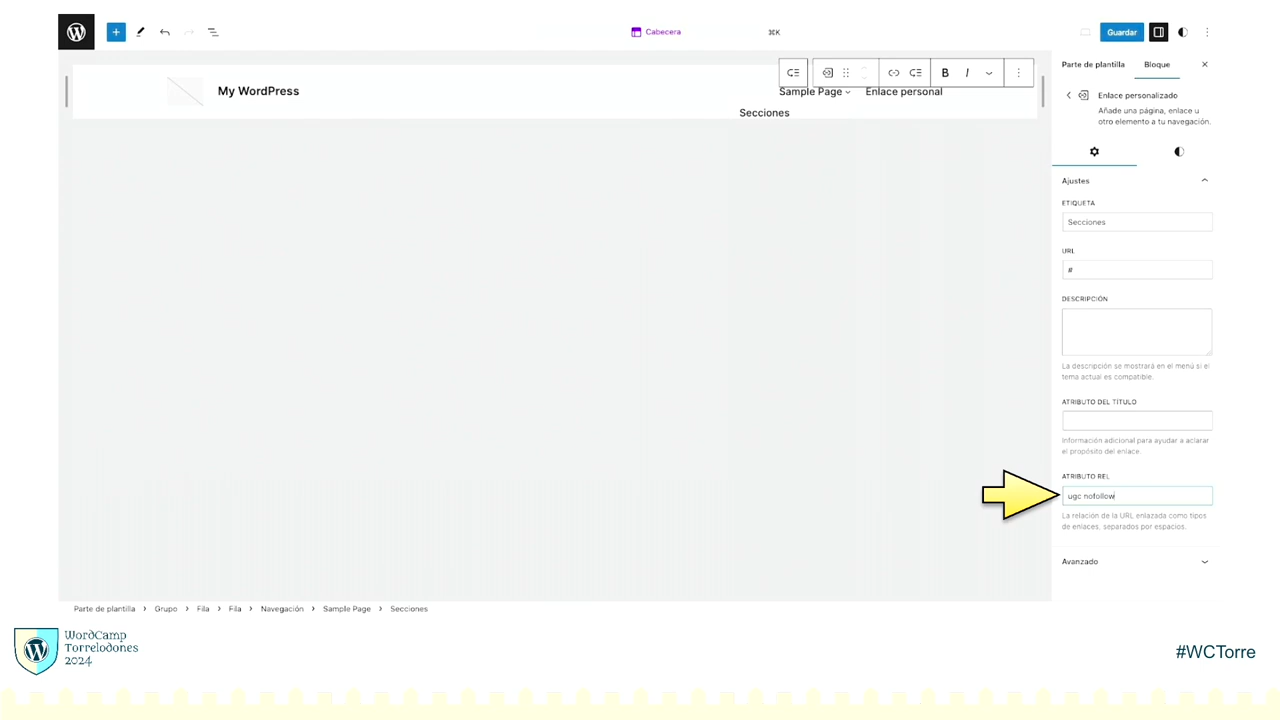 Cabecera
⌘K
Guardar
My WordPress
Sample Page
Enlace personal
Secciones
B
I
Parte de plantilla
Bloque
Enlace personalizado
Añade una página, enlace u
otro elemento a tu navegación.
Ajustes
ETIQUETA
Secciones
URL
#
DESCRIPCIÓN
La descripción se mostrará en el menú si el
tema actual es compatible.
ATRIBUTO DEL TÍTULO
Información adicional para ayudar a aclarar
el propósito del enlace
ATRIBUTO REL
ugc nofollow
La relación de la URL enlazada como tipos
de enlaces, separados por espacios.
Avanzado
Parte de plantilla > Grupo > Fila > Fila > Navegación > Sample Page > Secciones
WordCamp
Torrelodones
2024
#WCTorre